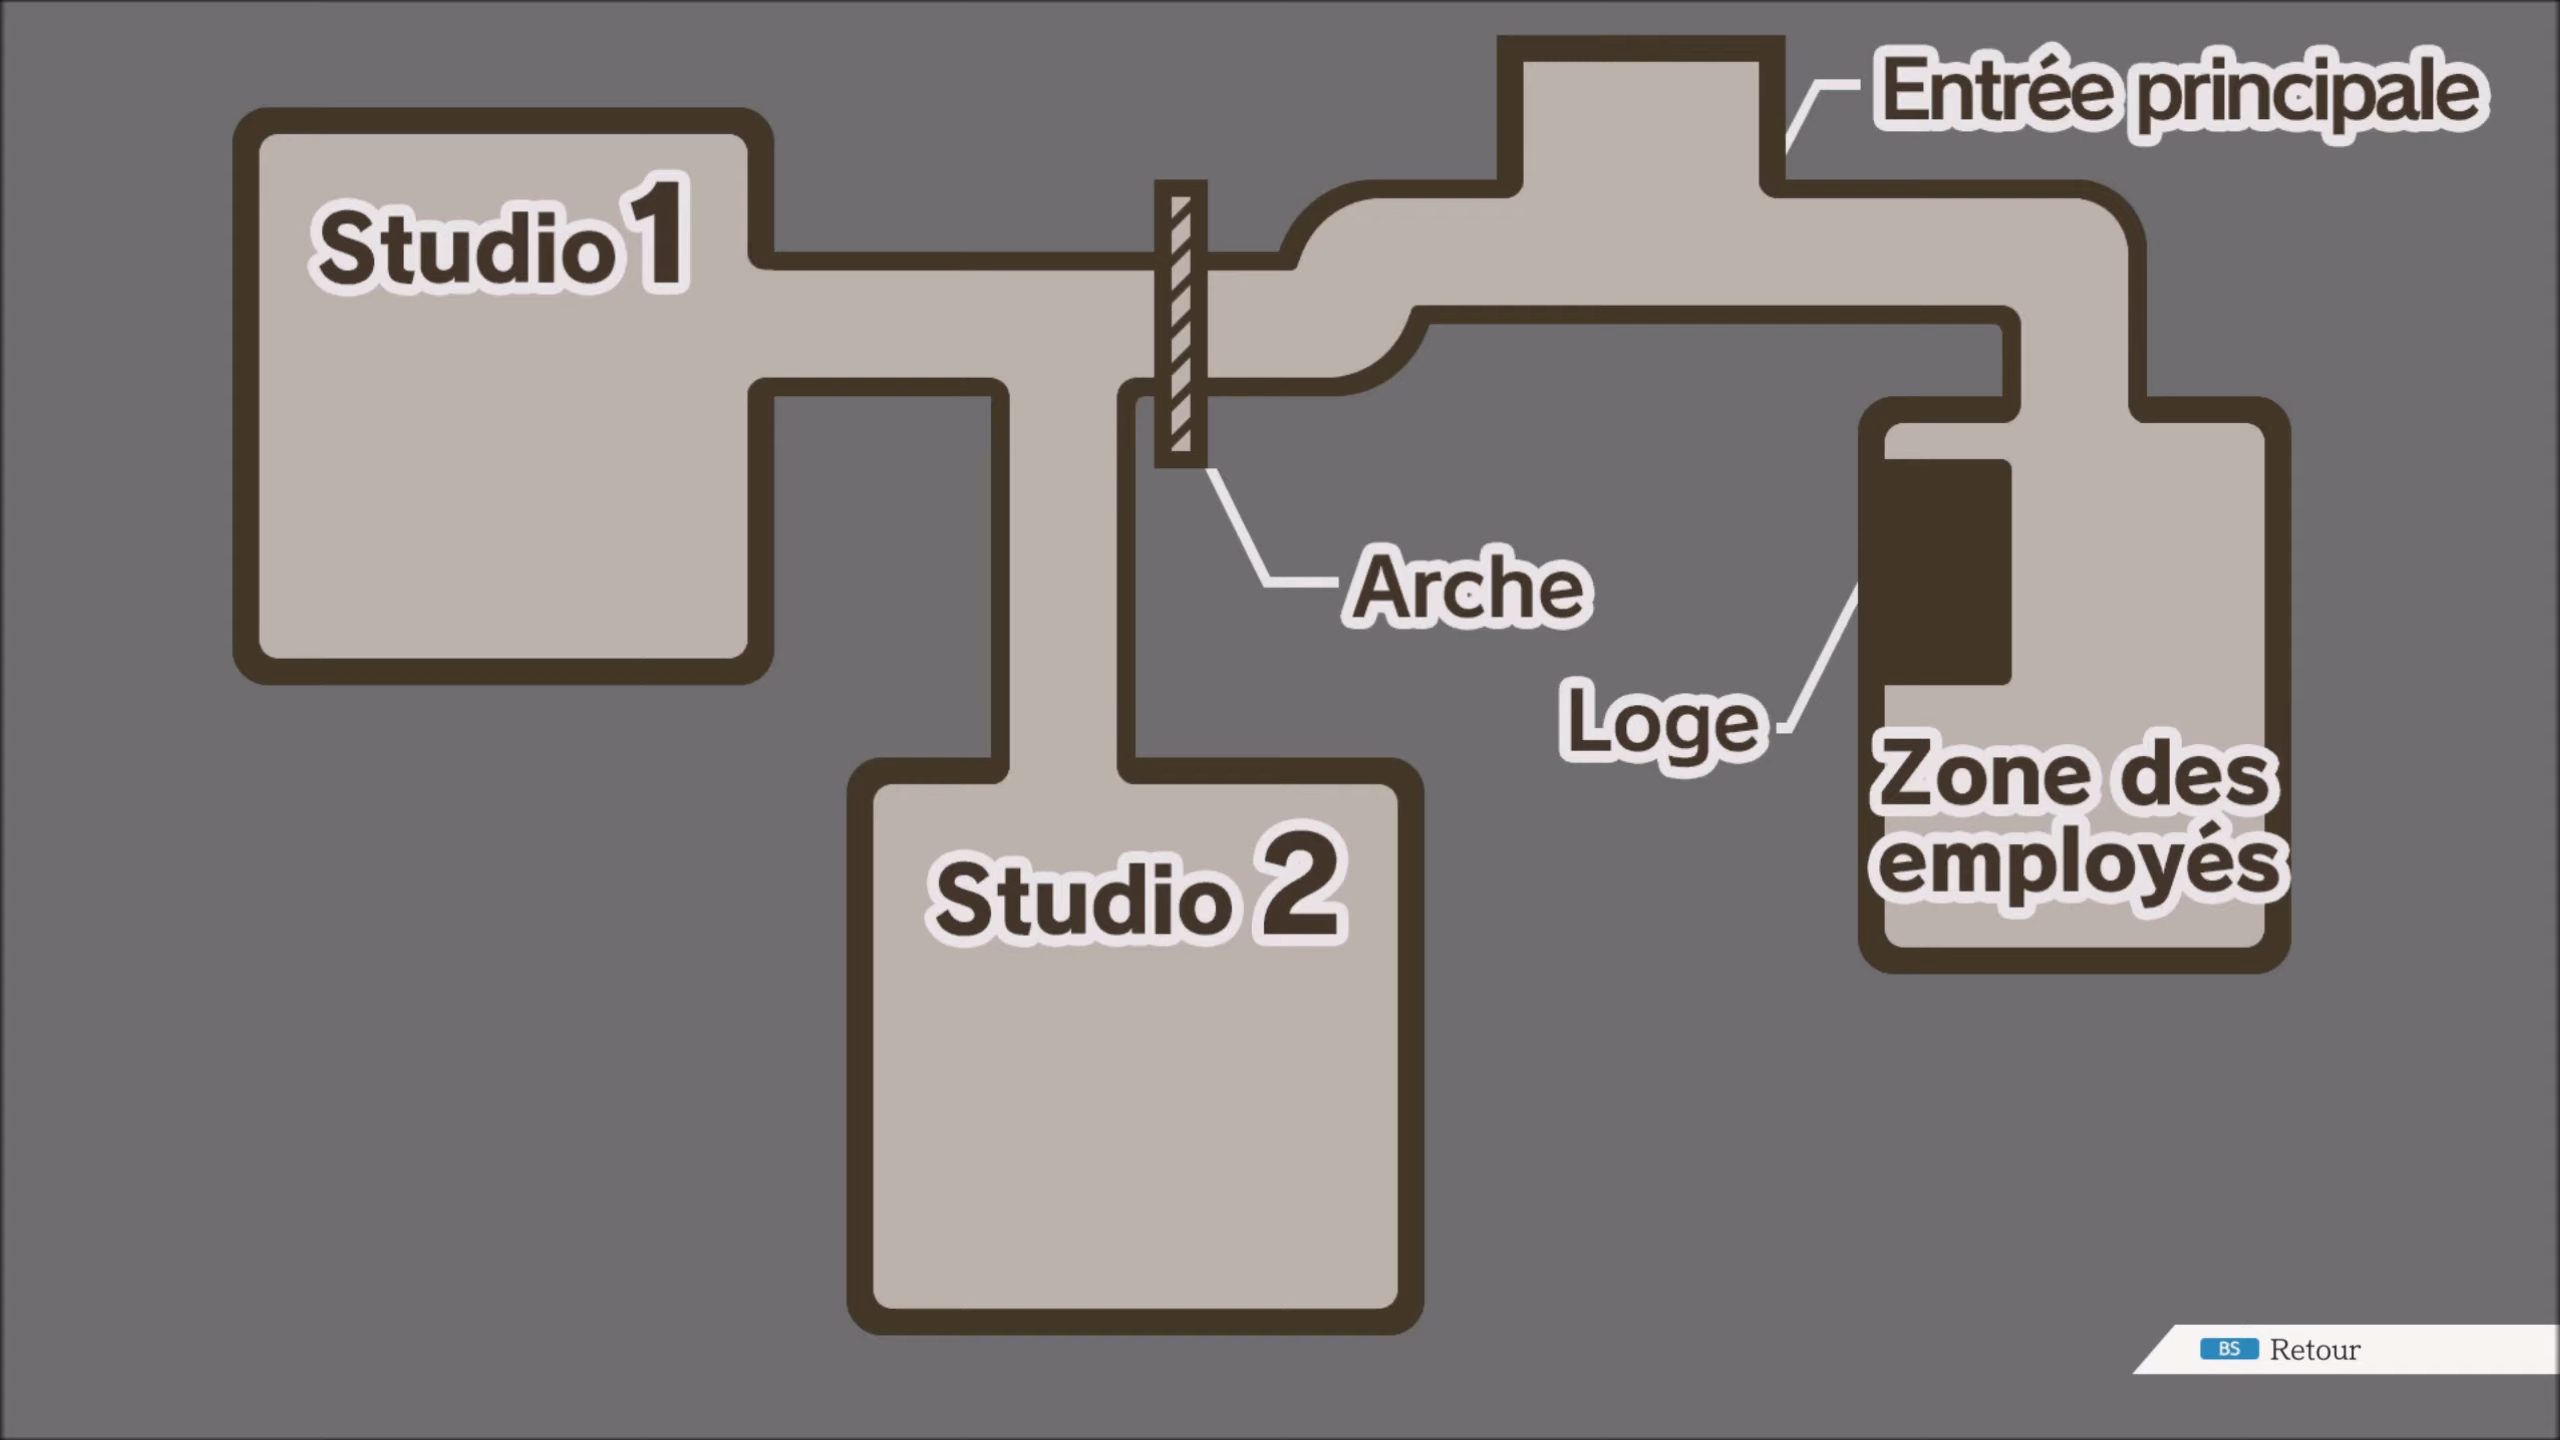 Entrée principale
Studio 1
Arche
Loge
Zone des
employés
Studio 2
BS Retour